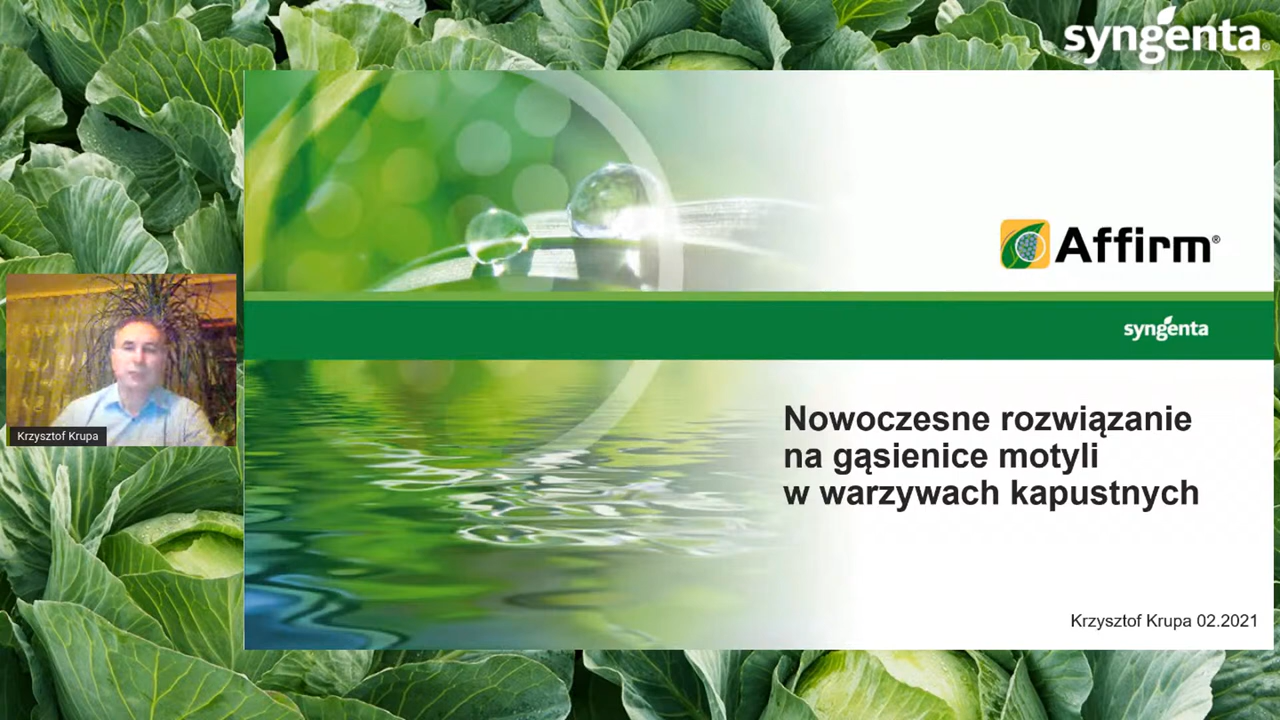 syngenta®
Affirm®
syngenta
Nowoczesne rozwiązanie
na gąsienice motyli
w warzywach kapustnych
Krzysztof Krupa
Krzysztof Krupa 02.2021